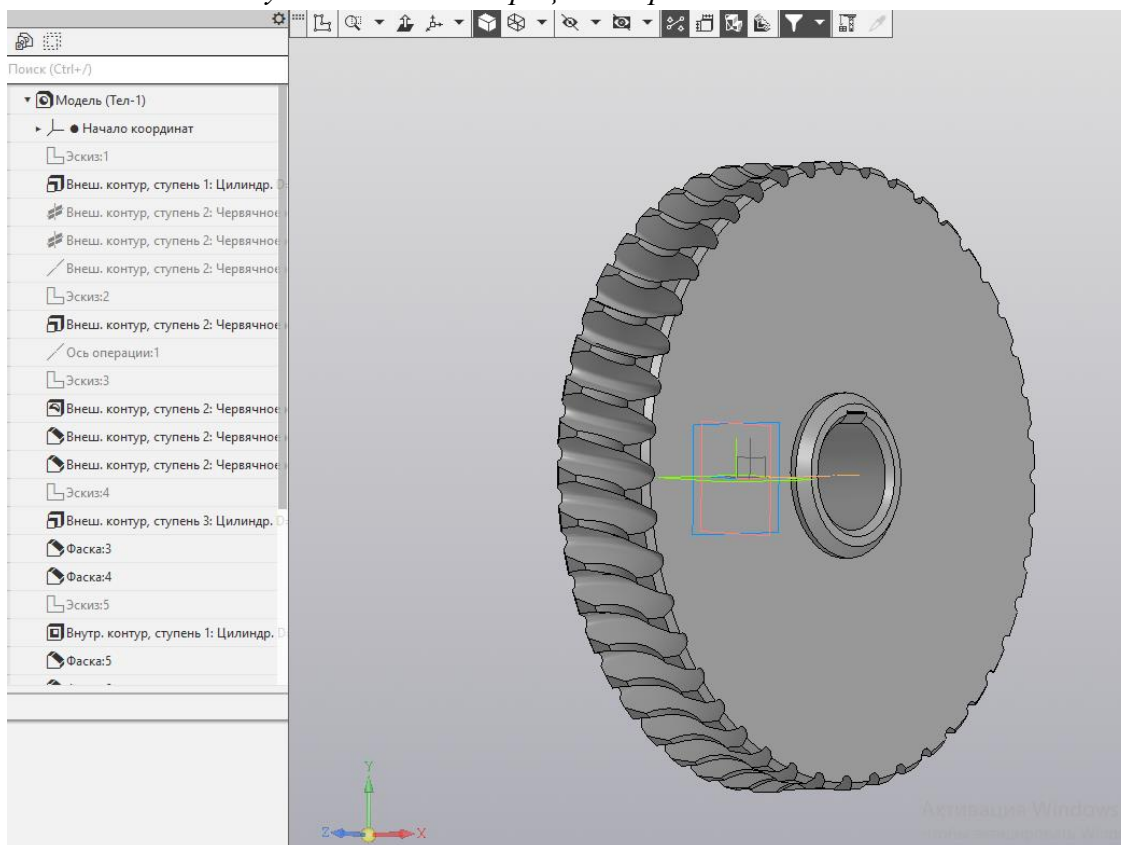 Поиск (Ctrl+/)
Модель (Тел-1)
Начало координат
Эскиз:1
Внеш. контур, ступень 1: Цилиндр. D
Внеш. контур, ступень 2: Червячное
Внеш. контур, ступень 2: Червячное
Внеш. контур, ступень 2: Червячное
Эскиз:2
Внеш. контур, ступень 2: Червячное
Ось операции:1
Эскиз:3
Внеш. контур, ступень 2: Червячное
Внеш. контур, ступень 2: Червячное
Внеш. контур, ступень 2: Червячное
Эскиз:4
Внеш. контур, ступень 3: Цилиндр. D
Фаска:3
Фаска:4
Эскиз:5
Внутр. контур, ступень 1: Цилиндр. D
Фаска:5
Y
Z X
Активация Windows